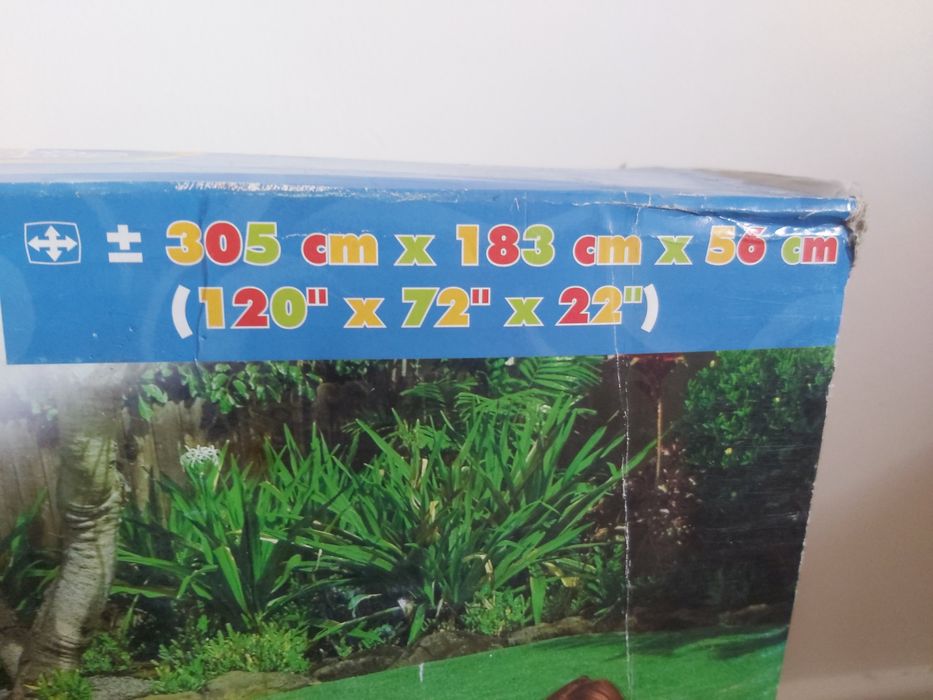 ± 305 cm x 183 cm x 56 cm
(120" x 72" x 22")